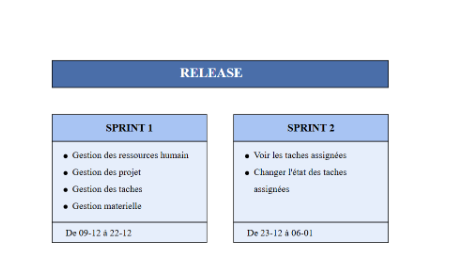 RELEASE
SPRINT 1
● Gestion des ressources humain
● Gestion des projet
● Gestion des taches
● Gestion materielle
De 09-12 à 22-12
SPRINT 2
● Voir les taches assignées
● Changer l'état des taches
assignées
De 23-12 à 06-01